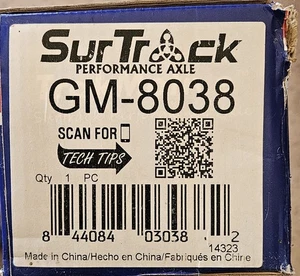 SurTrack
PERFORMANCE AXLE
GM-8038
SCAN FOR
TECH TIPS
Qty 1 PC
8 44084 03038 2
14323
Made in China/Hecho en China/Fabriqués en Chine